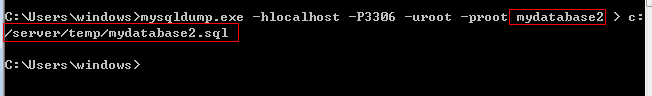 C:\Users\windows>mysqldump.exe -hlocalhost -P3306 -uroot -proot mydatabase2 > c:
/server/temp/mydatabase2.sql
C:\Users\windows>